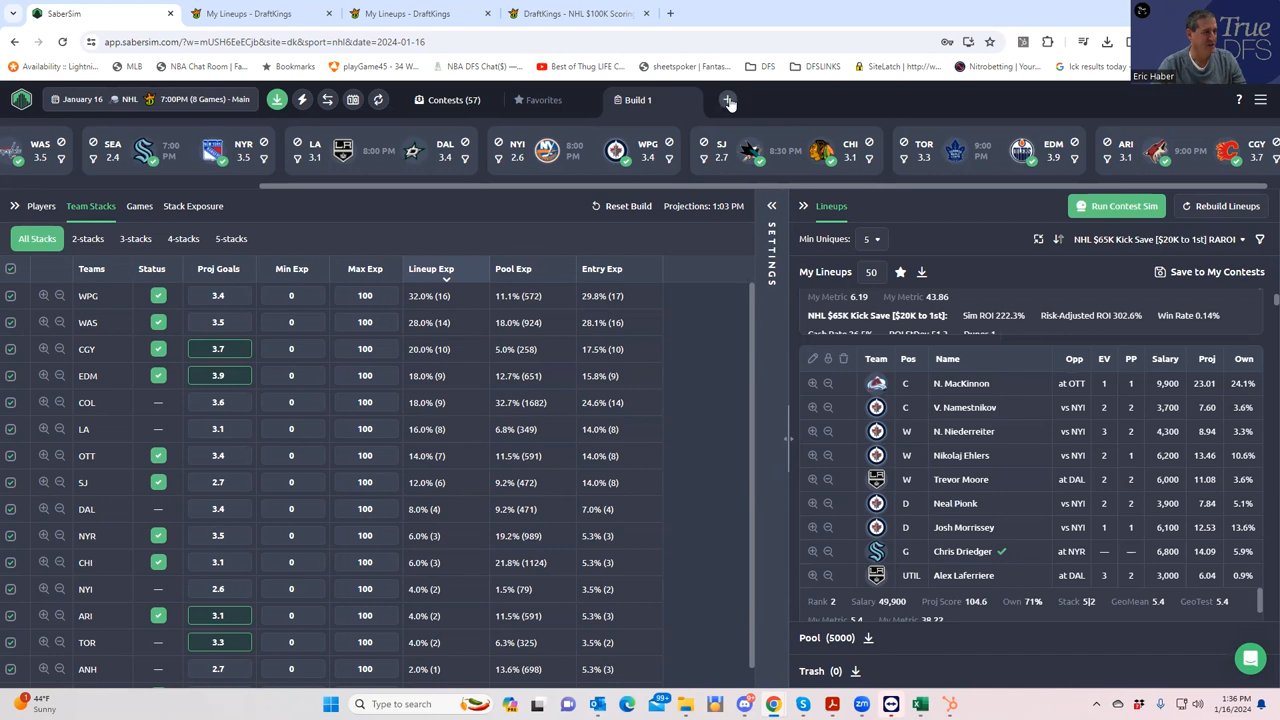 SaberSim
My Lineups - DraftKings
My Lineups - DraftKings
DraftKings - NHL $100K Scorin
app.sabersim.com/?w=mUSH6EeECjb&site=dk&sport=nhl&date=2024-01-16
Availability :: Lightni...
MLB
NBA Chat Room | Fa...
playGame45 - 34 W...
Bookmarks
NBA DFS Chat($) —...
Best of Thug LIFE C...
sheetspoker | Fantas...
DFS
DFSLINKS
SiteLatch | http://w...
Nitrobetting | Home
Ick results today
True
DFS
Eric Haber
January 16
NHL
7:00PM (8 Games) - Main
Contests (57)
Favorites
Build 1
WAS
3.5
SEA
2.4
7:00
PM
NYR
3.5
LA
3.1
8:00 PM
DAL
3.4
NYI
2.6
8:00
PM
WPG
3.4
SJ
2.7
8:30 PM
CHI
3.1
TOR
3.3
9:00
PM
EDM
3.9
ARI
3.1
9:00 PM
CGY
3.7
Players
Team Stacks
Games
Stack Exposure
Reset Build
Projections: 1:03 PM
All Stacks
2-stacks
3-stacks
4-stacks
5-stacks
Teams Status Proj Goals Min Exp Max Exp Lineup Exp Pool Exp Entry Exp
WPG 3.4 0 100 32.0% (16) 11.1% (572) 29.8% (17)
WAS 3.5 0 100 28.0% (14) 18.0% (924) 28.1% (16)
CGY 3.7 0 100 20.0% (10) 5.0% (258) 17.5% (10)
EDM 3.9 0 100 18.0% (9) 12.7% (651) 15.8% (9)
COL — 3.6 0 100 18.0% (9) 32.7% (1682) 24.6% (14)
LA — 3.1 0 100 16.0% (8) 6.8% (349) 14.0% (8)
OTT 3.4 0 100 14.0% (7) 11.5% (591) 14.0% (8)
SJ 2.7 0 100 12.0% (6) 9.2% (472) 14.0% (8)
DAL — 3.4 0 100 8.0% (4) 9.2% (471) 7.0% (4)
NYR 3.5 0 100 6.0% (3) 19.2% (989) 5.3% (3)
CHI 3.1 0 100 6.0% (3) 21.8% (1124) 5.3% (3)
NYI — 2.6 0 100 4.0% (2) 1.5% (79) 5.3% (3)
ARI 3.1 0 100 4.0% (2) 11.5% (591) 5.3% (3)
TOR — 3.3 0 100 4.0% (2) 6.3% (325) 3.5% (2)
ANH — 2.7 0 100 2.0% (1) 13.6% (698) 5.3% (3)
SETTINGS
Lineups
Run Contest Sim
Rebuild Lineups
Min Uniques:
5
NHL $65K Kick Save [$20K to 1st] RAROI
My Lineups
50
Save to My Contests
My Metric 6.19 My Metric 43.86
NHL $65K Kick Save [$20K to 1st]: Sim ROI 222.3% Risk-Adjusted ROI 302.6% Win Rate 0.14%
Team Pos Name Opp EV PP Salary Proj Own
C N. MacKinnon at OTT 1 1 9,900 23.01 24.1%
C V. Namestnikov vs NYI 2 2 3,700 7.60 3.6%
W N. Niederreiter vs NYI 3 2 4,300 8.94 3.3%
W Nikolaj Ehlers vs NYI 2 2 6,200 13.46 10.6%
W Trevor Moore at DAL 2 2 6,000 11.08 3.6%
D Neal Pionk vs NYI 2 2 3,900 7.84 5.1%
D Josh Morrissey vs NYI 1 1 6,100 12.53 13.6%
G Chris Driedger at NYR — — 6,800 14.09 5.9%
UTIL Alex Laferriere at DAL 3 2 3,000 6.04 0.9%
Rank 2 Salary 49,900 Proj Score 104.6 Own 71% Stack 5|2 GeoMean 5.4 GeoTest 5.4
My Metric 5.4 My Metric 38.22
Pool (5000)
Trash (0)
44°F
Sunny
Type to search
99+
1:36 PM
1/16/2024